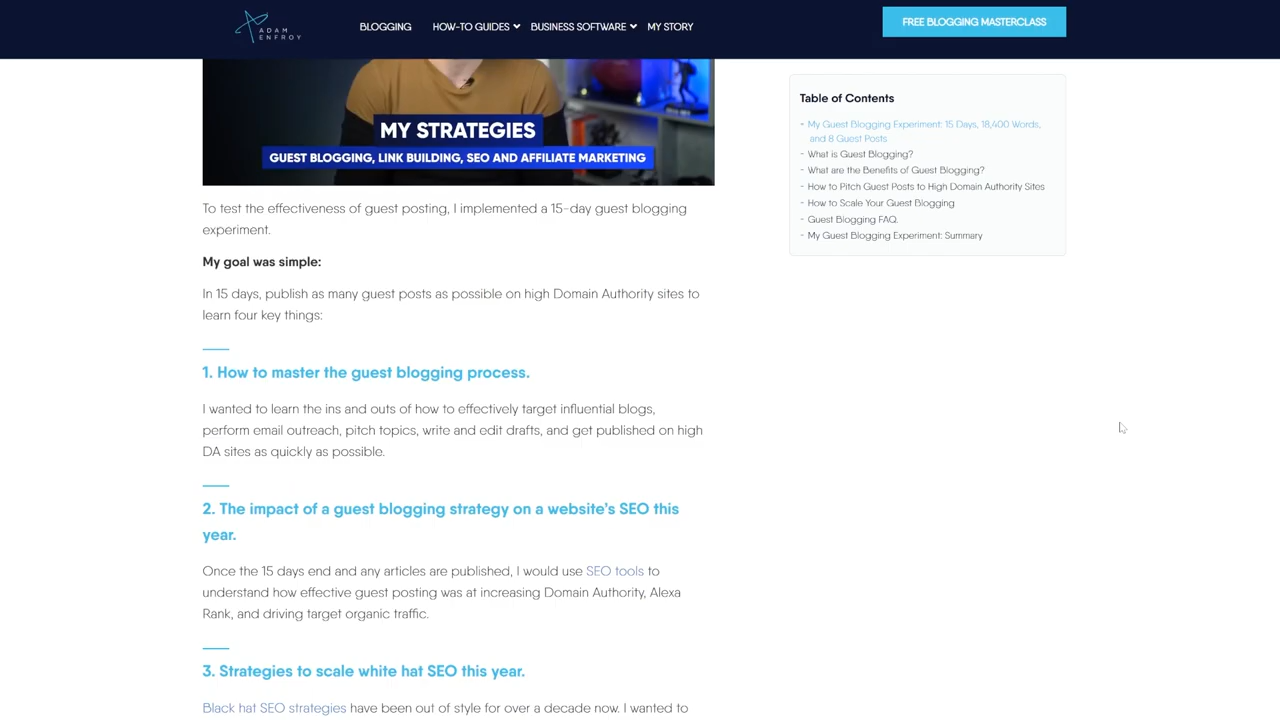 ADAM
ENFROY
BLOGGING
HOW-TO GUIDES
BUSINESS SOFTWARE
MY STORY
FREE BLOGGING MASTERCLASS
MY STRATEGIES
GUEST BLOGGING, LINK BUILDING, SEO AND AFFILIATE MARKETING
To test the effectiveness of guest posting, I implemented a 15-day guest blogging
experiment.
My goal was simple:
In 15 days, publish as many guest posts as possible on high Domain Authority sites to
learn four key things:
1. How to master the guest blogging process.
I wanted to learn the ins and outs of how to effectively target influential blogs,
perform email outreach, pitch topics, write and edit drafts, and get published on high
DA sites as quickly as possible.
2. The impact of a guest blogging strategy on a website's SEO this
year.
Once the 15 days end and any articles are published, I would use SEO tools to
understand how effective guest posting was at increasing Domain Authority, Alexa
Rank, and driving target organic traffic.
3. Strategies to scale white hat SEO this year.
Black hat SEO strategies have been out of style for over a decade now. I wanted to
Table of Contents
- My Guest Blogging Experiment: 15 Days, 18,400 Words,
and 8 Guest Posts
- What is Guest Blogging?
- What are the Benefits of Guest Blogging?
- How to Pitch Guest Posts to High Domain Authority Sites
- How to Scale Your Guest Blogging
- Guest Blogging FAQ.
- My Guest Blogging Experiment: Summary